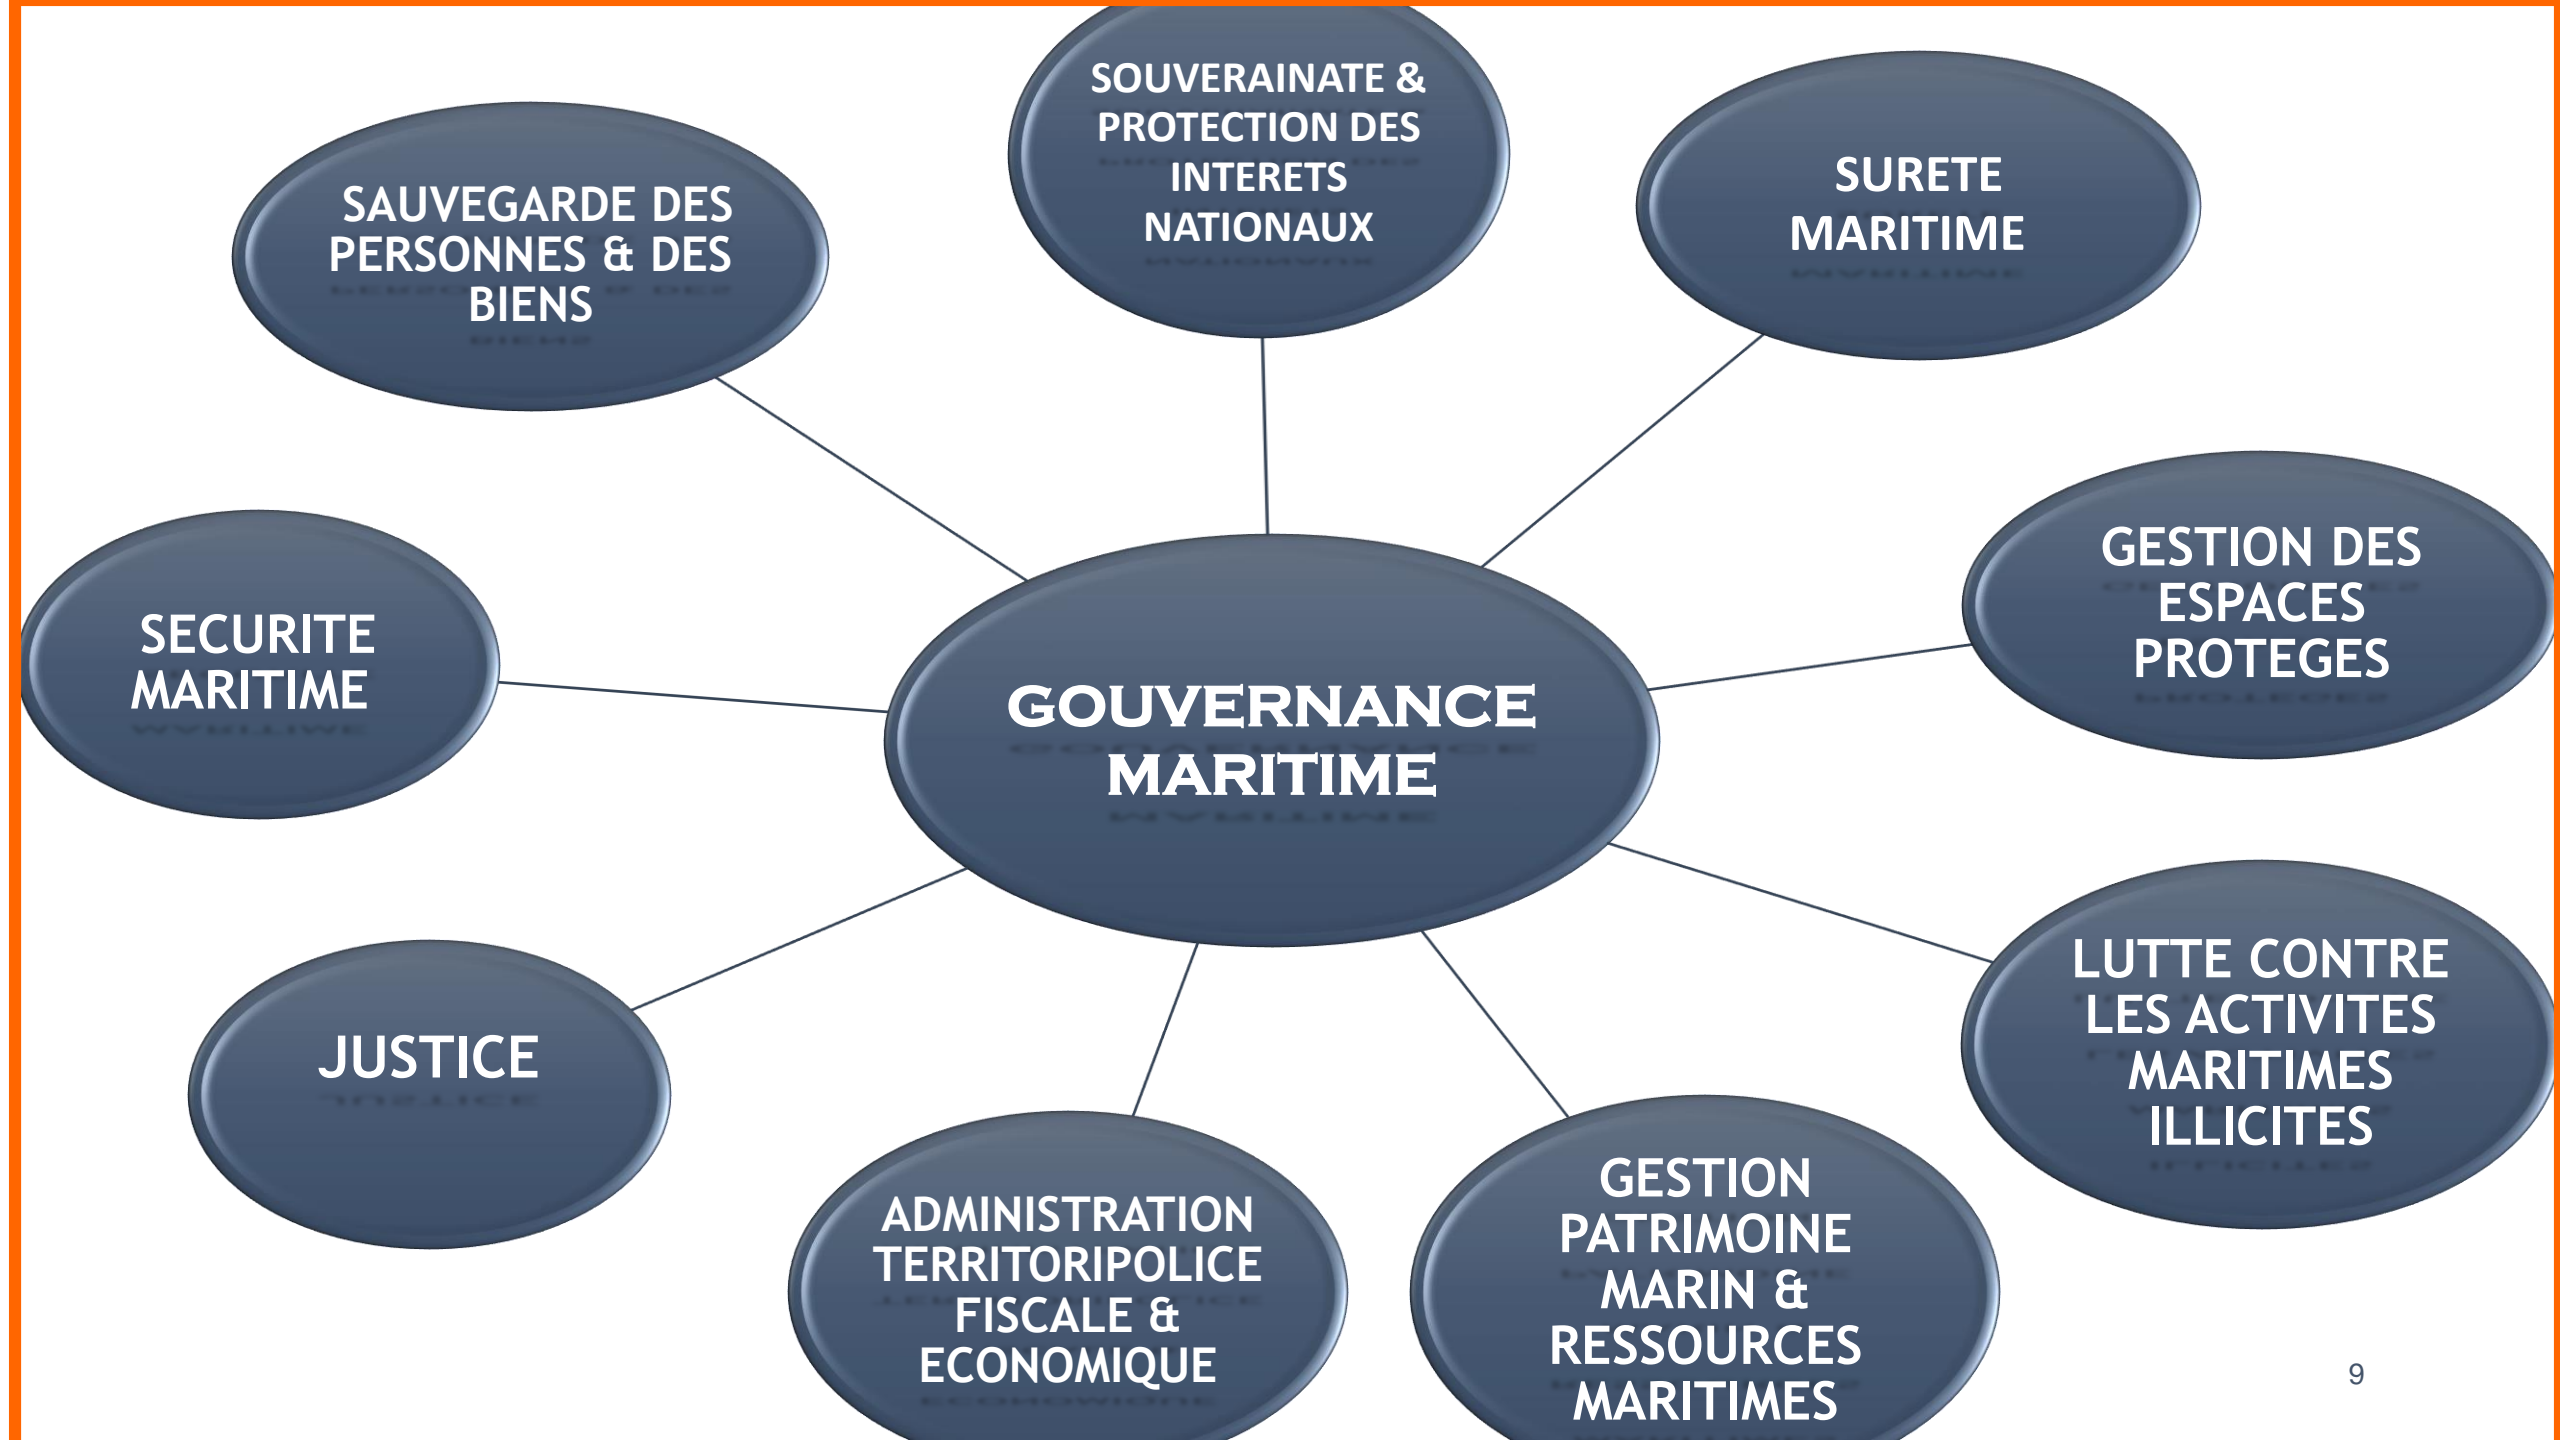 SOUVERAINATE &
PROTECTION DES
INTERETS
NATIONAUX
SURETE
MARITIME
SAUVEGARDE DES
PERSONNES & DES
BIENS
GESTION DES
ESPACES
PROTEGES
SECURITE
MARITIME
GOUVERNANCE
MARITIME
LUTTE CONTRE
LES ACTIVITES
MARITIMES
ILLICITES
JUSTICE
ADMINISTRATION
TERRITORIPOLICE
FISCALE &
ECONOMIQUE
GESTION
PATRIMOINE
MARIN &
RESSOURCES
MARITIMES
9